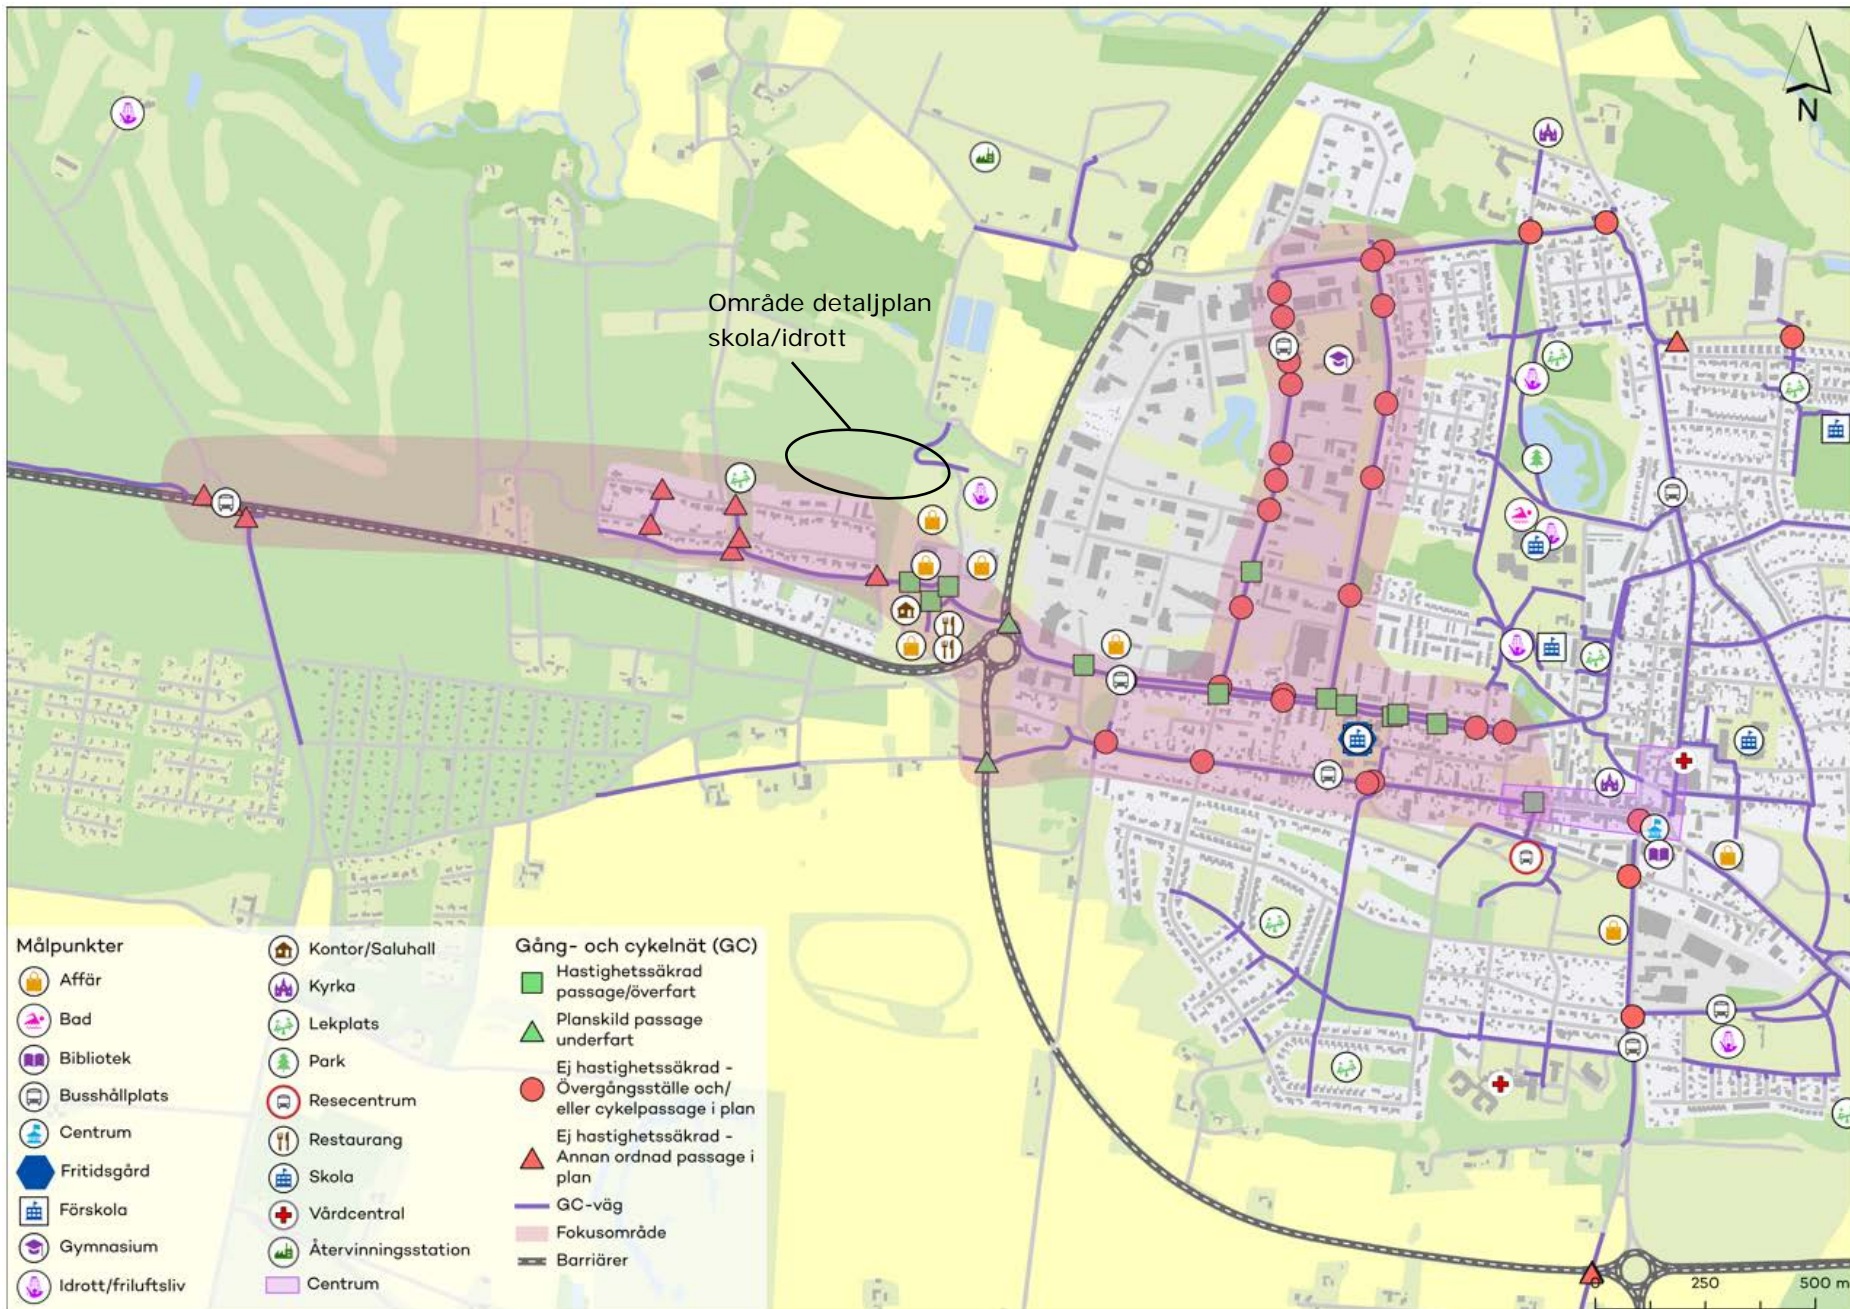 N
Område detaljplan
skola/idrott
Målpunkter
Affär
Bad
Bibliotek
Busshållplats
Centrum
Fritidsgård
Förskola
Gymnasium
Idrott/friluftsliv
Kontor/Saluhall
Kyrka
Lekplats
Park
Resecentrum
Restaurang
Skola
Vårdcentral
Återvinningsstation
Centrum
Gång- och cykelnät (GC)
Hastighetssäkrad
passage/överfart
Planskild passage
underfart
Ej hastighetssäkrad -
Övergångsställe och/
eller cykelpassage i plan
Ej hastighetssäkrad -
Annan ordnad passage i
plan
GC-väg
Fokusområde
Barriärer
0 250 500 m